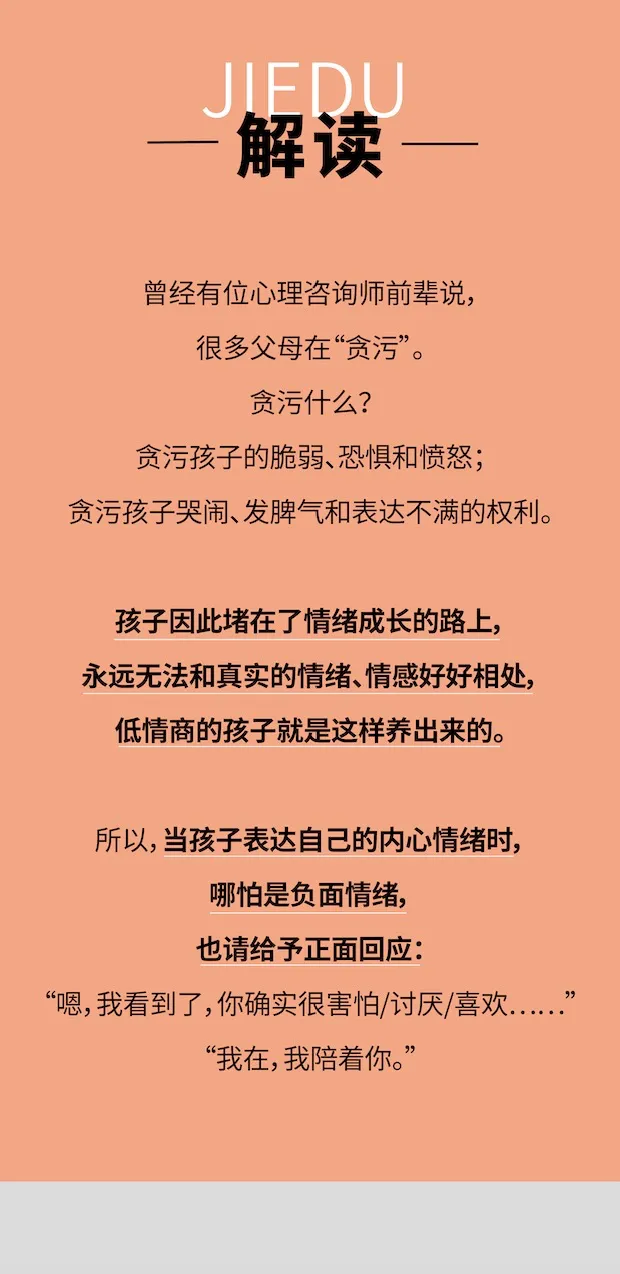 JIEDU
解读
曾经有位心理咨询师前辈说，
很多父母在“贪污”。
贪污什么？
贪污孩子的脆弱、恐惧和愤怒；
贪污孩子哭闹、发脾气和表达不满的权利。
孩子因此堵在了情绪成长的路上，
永远无法和真实的情绪、情感好好相处，
低情商的孩子就是这样养出来的。
所以，当孩子表达自己的内心情绪时，
哪怕是负面情绪，
也请给予正面回应：
“嗯，我看到了，你确实很害怕/讨厌/喜欢……”
“我在，我陪着你。”